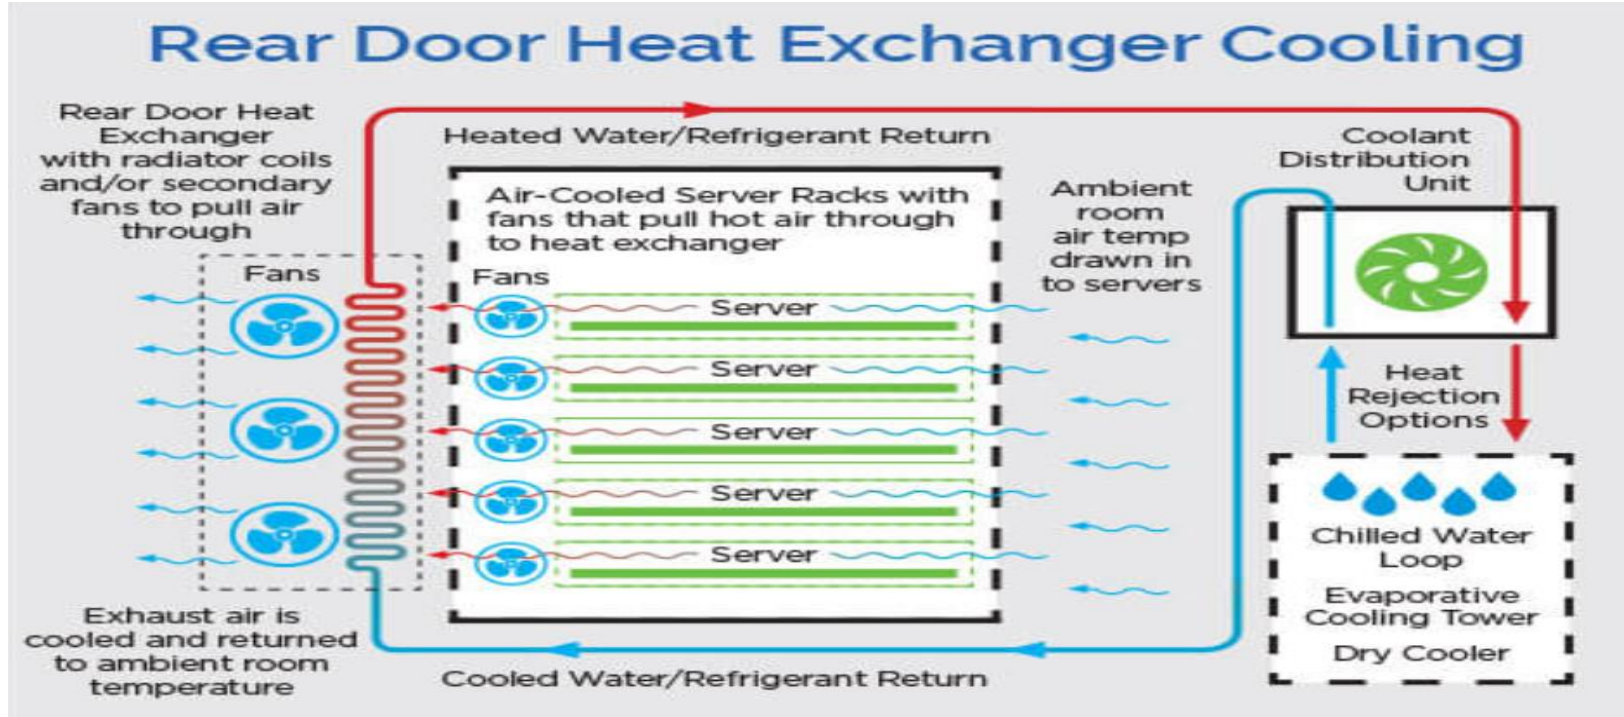 Rear Door Heat Exchanger Cooling
Rear Door Heat
Exchanger
with radiator coils
and/or secondary
fans to pull air
through
Fans
Heated Water/Refrigerant Return
Air-Cooled Server Racks with
fans that pull hot air through
to heat exchanger
Fans
Server
Server
Server
Server
Server
Ambient
room
air temp
drawn in
to servers
Coolant
Distribution
Unit
Heat
Rejection
Options
Chilled Water
Loop
Evaporative
Cooling Tower
Dry Cooler
Exhaust air is
cooled and returned
to ambient room
temperature
Cooled Water/Refrigerant Return